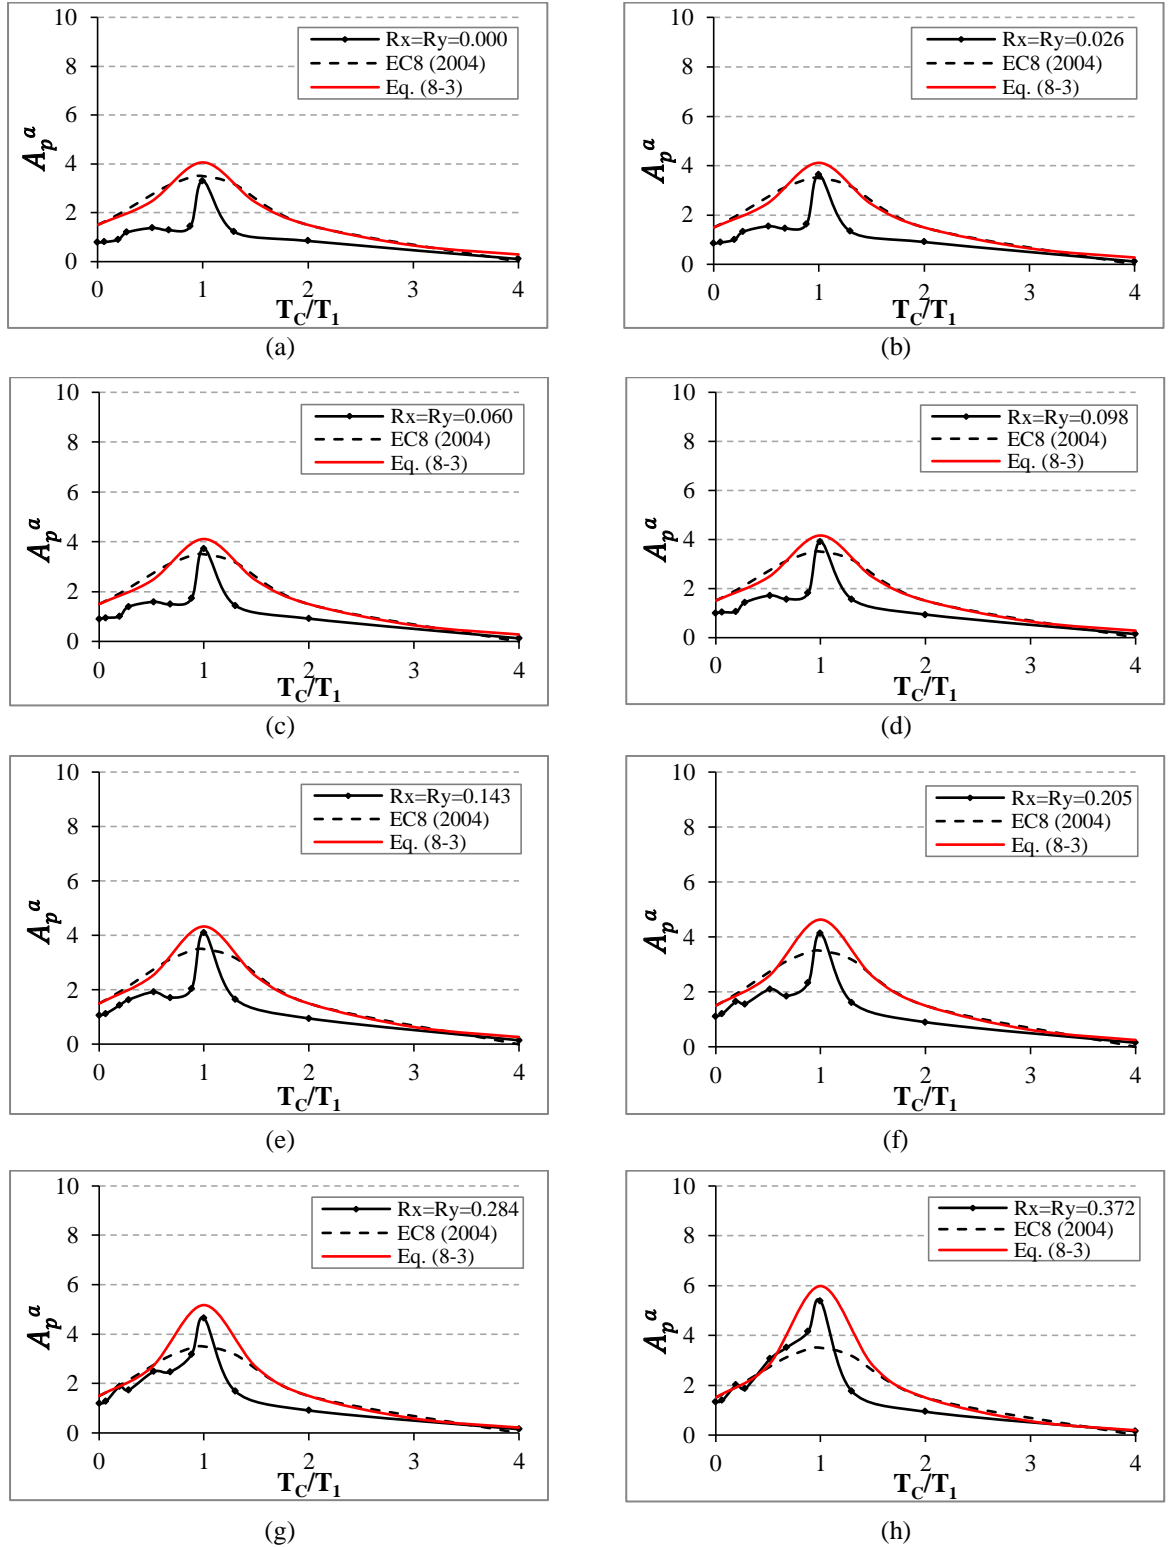 10
8
6
4
2
0
0 1 2 3 4
A_p^a
T_C/T_1
Rx=Ry=0.000
EC8 (2004)
Eq. (8-3)
(a)
10
8
6
4
2
0
0 1 2 3 4
A_p^a
T_C/T_1
Rx=Ry=0.026
EC8 (2004)
Eq. (8-3)
(b)
10
8
6
4
2
0
0 1 2 3 4
A_p^a
T_C/T_1
Rx=Ry=0.060
EC8 (2004)
Eq. (8-3)
(c)
10
8
6
4
2
0
0 1 2 3 4
A_p^a
T_C/T_1
Rx=Ry=0.098
EC8 (2004)
Eq. (8-3)
(d)
10
8
6
4
2
0
0 1 2 3 4
A_p^a
T_C/T_1
Rx=Ry=0.143
EC8 (2004)
Eq. (8-3)
(e)
10
8
6
4
2
0
0 1 2 3 4
A_p^a
T_C/T_1
Rx=Ry=0.205
EC8 (2004)
Eq. (8-3)
(f)
10
8
6
4
2
0
0 1 2 3 4
A_p^a
T_C/T_1
Rx=Ry=0.284
EC8 (2004)
Eq. (8-3)
(g)
10
8
6
4
2
0
0 1 2 3 4
A_p^a
T_C/T_1
Rx=Ry=0.372
EC8 (2004)
Eq. (8-3)
(h)